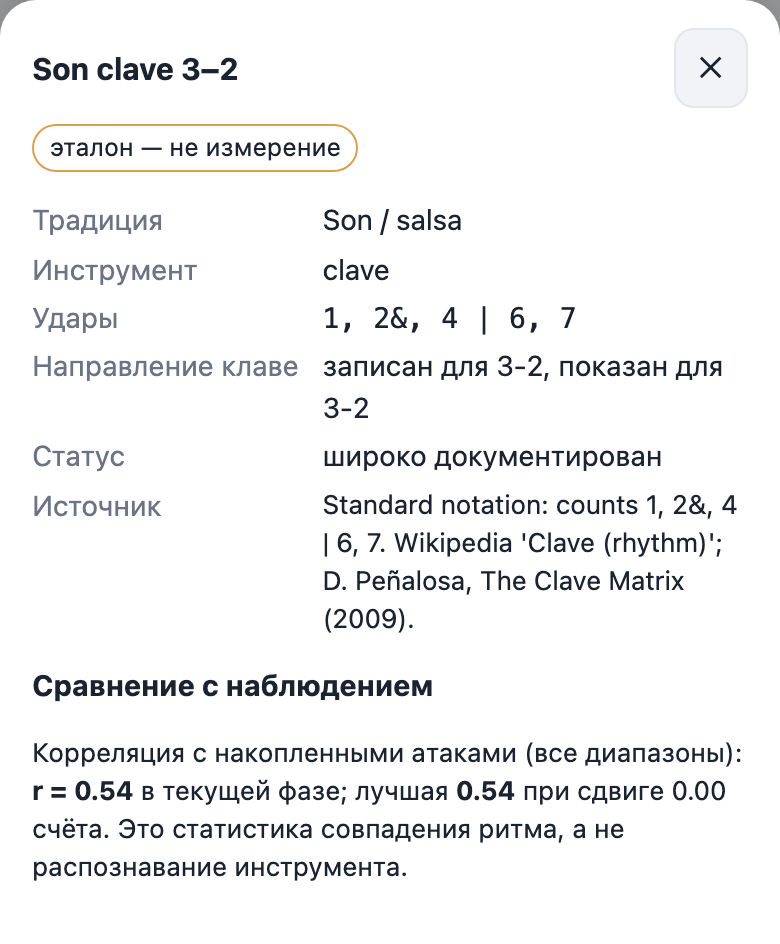 Son clave 3–2
эталон — не измерение
Традиция Son / salsa
Инструмент clave
Удары 1, 2&, 4 | 6, 7
Направление клаве записан для 3-2, показан для
3-2
Статус широко документирован
Источник Standard notation: counts 1, 2&, 4
| 6, 7. Wikipedia 'Clave (rhythm)';
D. Peñalosa, The Clave Matrix
(2009).
Сравнение с наблюдением
Корреляция с накопленными атаками (все диапазоны):
r = 0.54 в текущей фазе; лучшая 0.54 при сдвиге 0.00
счёта. Это статистика совпадения ритма, а не
распознавание инструмента.